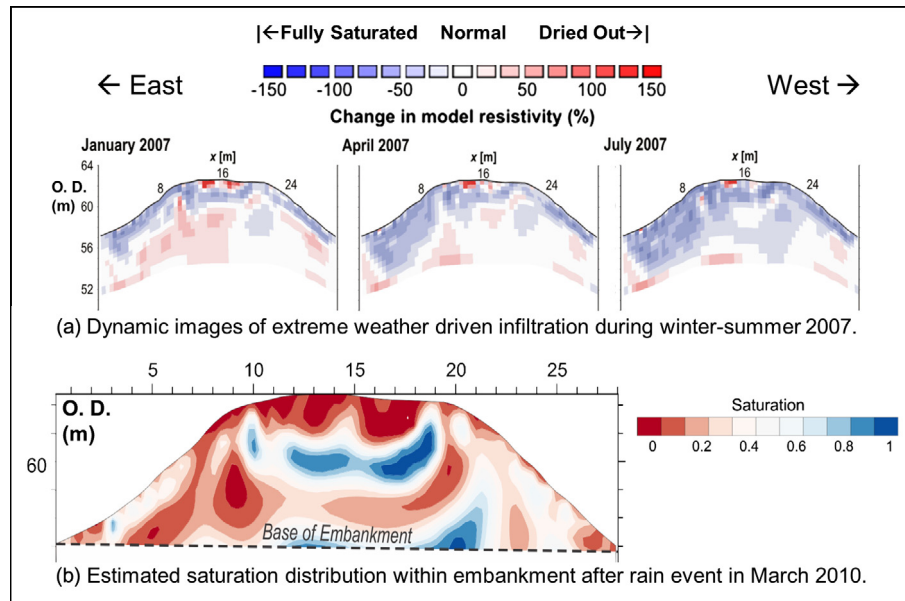 |←Fully Saturated Normal Dried Out→|
← East
West →
-150 -100 -50 0 50 100 150
Change in model resistivity (%)
January 2007 April 2007 July 2007
x [m] x [m] x [m]
64
16 16 16
8 24 8 24 8 24
O. D.
(m)
60
56
52
(a) Dynamic images of extreme weather driven infiltration during winter-summer 2007.
5 10 15 20 25
O. D.
(m)
60
Saturation
0 0.2 0.4 0.6 0.8 1
Base of Embankment
(b) Estimated saturation distribution within embankment after rain event in March 2010.